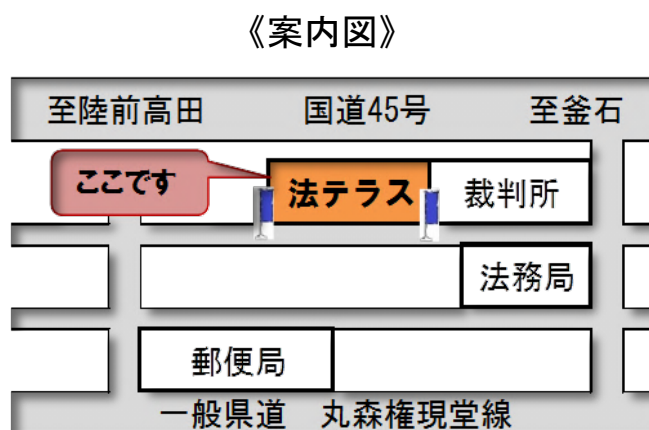 《案内図》
至陸前高田 国道45号 至釜石
ここです
法テラス
裁判所
法務局
郵便局
一般県道 丸森権現堂線